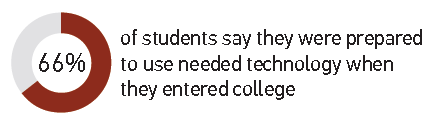 66%
of students say they were prepared
to use needed technology when
they entered college